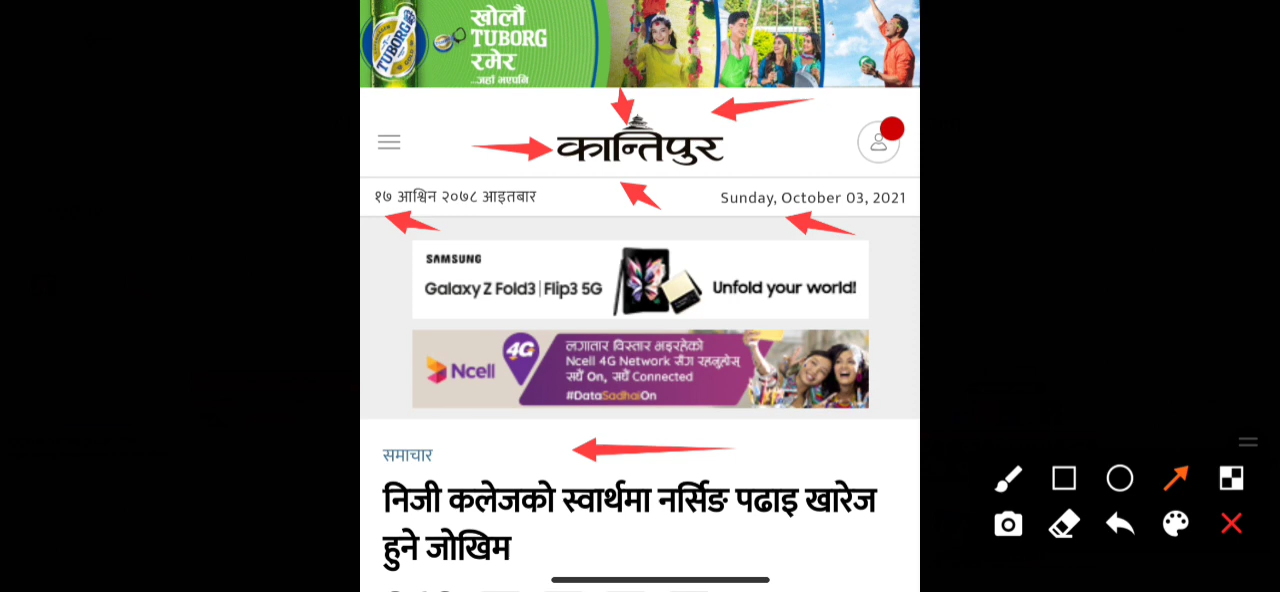 खोलौं
TUBORG
रमेर
...जहाँ भएपनि
TUBORG
कान्तिपुर
१७ आश्विन २०७८ आइतबार
Sunday, October 03, 2021
SAMSUNG
Galaxy Z Fold3 | Flip3 5G
Unfold your world!
Ncell
4G
लगातार विस्तार भइरहेको
Ncell 4G Network सँग रहनुहोस्
सधैँ On, सधैँ Connected
#DataSadhaiOn
समाचार
निजी कलेजको स्वार्थमा नर्सिङ पढाइ खारेज
हुने जोखिम